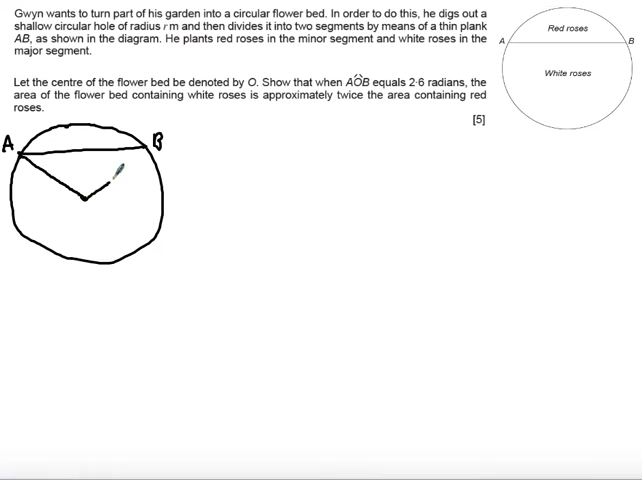 Gwyn wants to turn part of his garden into a circular flower bed. In order to do this, he digs out a
shallow circular hole of radius r m and then divides it into two segments by means of a thin plank
AB, as shown in the diagram. He plants red roses in the minor segment and white roses in the
major segment.
Let the centre of the flower bed be denoted by O. Show that when AÔB equals 2·6 radians, the
area of the flower bed containing white roses is approximately twice the area containing red
roses.
[5]
Red roses
A
B
White roses
A
B